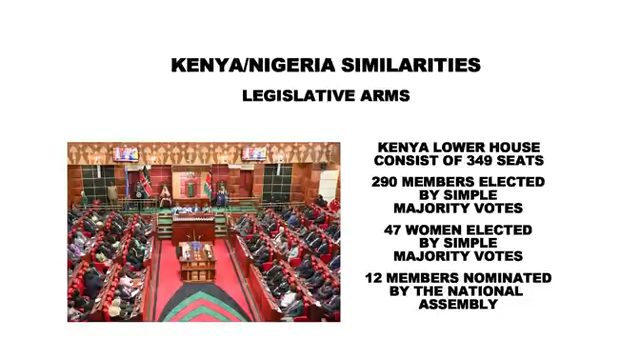 KENYA/NIGERIA SIMILARITIES
LEGISLATIVE ARMS
KENYA LOWER HOUSE
CONSIST OF 349 SEATS
290 MEMBERS ELECTED
BY SIMPLE
MAJORITY VOTES
47 WOMEN ELECTED
BY SIMPLE
MAJORITY VOTES
12 MEMBERS NOMINATED
BY THE NATIONAL
ASSEMBLY